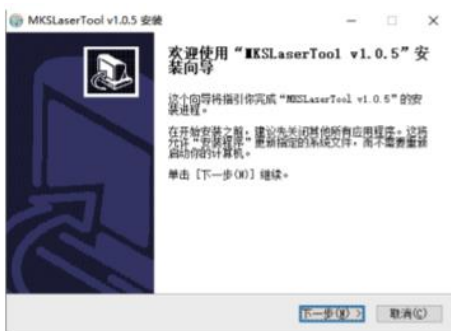 MKSLaserTool v1.0.5 安装
欢迎使用“MKSLaserTool v1.0.5”安
装向导
这个向导将指引你完成“MKSLaserTool v1.0.5”的安
装进程。
在开始安装之前，建议先关闭其他所有应用程序。这将
允许“安装程序”更新指定的系统文件，而不需要重新
启动你的计算机。
单击 [下一步(N)] 继续。
下一步(N) >
取消(C)